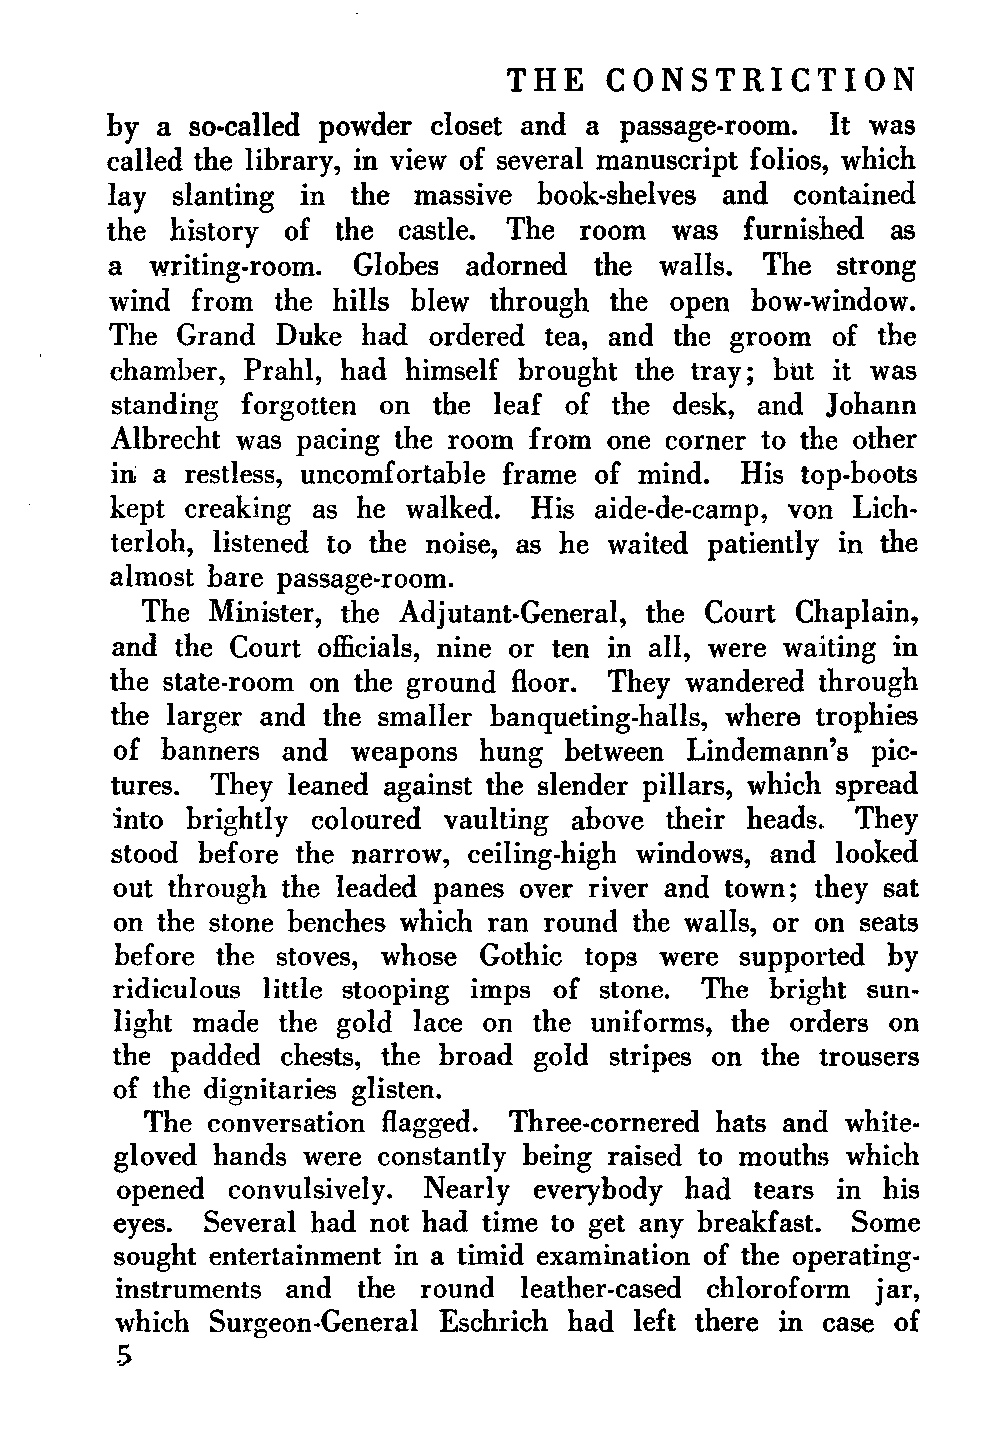 THE CONSTRICTION
by a so-called powder closet and a passage-room. It was
called the library, in view of several manuscript folios, which
lay slanting in the massive book-shelves and contained
the history of the castle. The room was furnished as
a writing-room. Globes adorned the walls. The strong
wind from the hills blew through the open bow-window.
The Grand Duke had ordered tea, and the groom of the
chamber, Prahl, had himself brought the tray; but it was
standing forgotten on the leaf of the desk, and Johann
Albrecht was pacing the room from one corner to the other
in a restless, uncomfortable frame of mind. His top-boots
kept creaking as he walked. His aide-de-camp, von Lich-
terloh, listened to the noise, as he waited patiently in the
almost bare passage-room.
The Minister, the Adjutant-General, the Court Chaplain,
and the Court officials, nine or ten in all, were waiting in
the state-room on the ground floor. They wandered through
the larger and the smaller banqueting-halls, where trophies
of banners and weapons hung between Lindemann's pic-
tures. They leaned against the slender pillars, which spread
into brightly coloured vaulting above their heads. They
stood before the narrow, ceiling-high windows, and looked
out through the leaded panes over river and town; they sat
on the stone benches which ran round the walls, or on seats
before the stoves, whose Gothic tops were supported by
ridiculous little stooping imps of stone. The bright sun-
light made the gold lace on the uniforms, the orders on
the padded chests, the broad gold stripes on the trousers
of the dignitaries glisten.
The conversation flagged. Three-cornered hats and white-
gloved hands were constantly being raised to mouths which
opened convulsively. Nearly everybody had tears in his
eyes. Several had not had time to get any breakfast. Some
sought entertainment in a timid examination of the operating-
instruments and the round leather-cased chloroform jar,
which Surgeon-General Eschrich had left there in case of
5